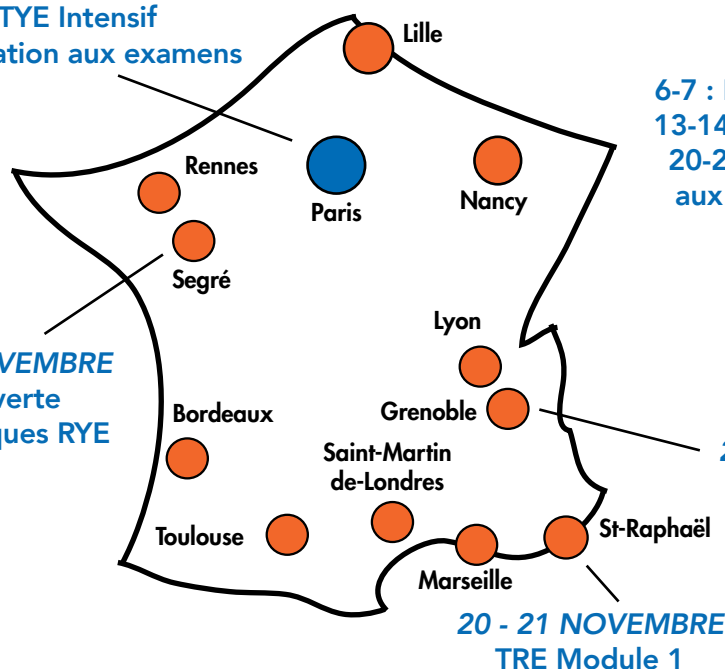 TYE Intensif
ation aux examens
Lille
6-7 :
13-14
20-2
aux
Rennes
Paris
Nancy
Segré
VEMBRE
verte
ques RYE
Lyon
Grenoble
Bordeaux
Saint-Martin
de-Londres
2
Toulouse
St-Raphaël
Marseille
20 - 21 NOVEMBRE
TRE Module 1